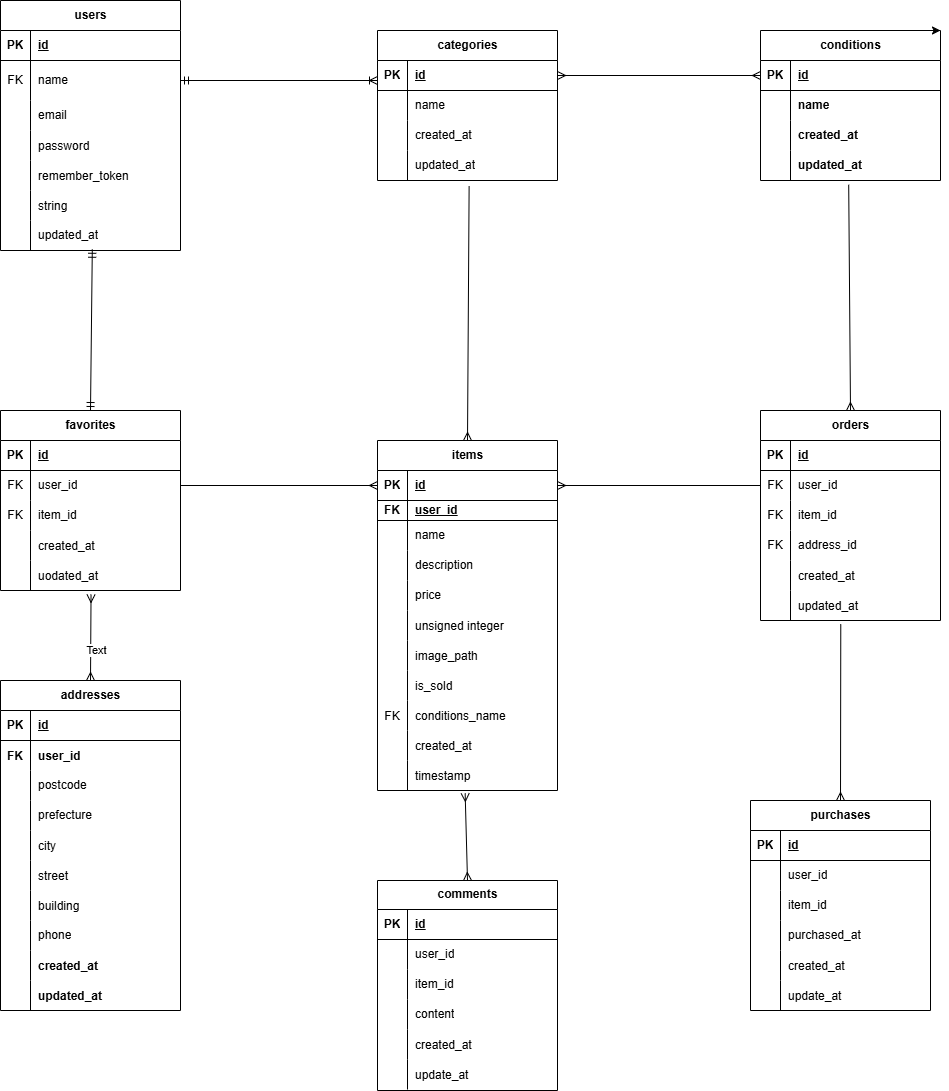 users
PK id
FK name
email
password
remember_token
string
updated_at
categories
PK id
name
created_at
updated_at
conditions
PK id
name
created_at
updated_at
favorites
PK id
FK user_id
FK item_id
created_at
uodated_at
items
PK id
FK user_id
name
description
price
unsigned integer
image_path
is_sold
FK conditions_name
created_at
timestamp
orders
PK id
FK user_id
FK item_id
FK address_id
created_at
updated_at
Text
addresses
PK id
FK user_id
postcode
prefecture
city
street
building
phone
created_at
updated_at
comments
PK id
user_id
item_id
content
created_at
update_at
purchases
PK id
user_id
item_id
purchased_at
created_at
update_at